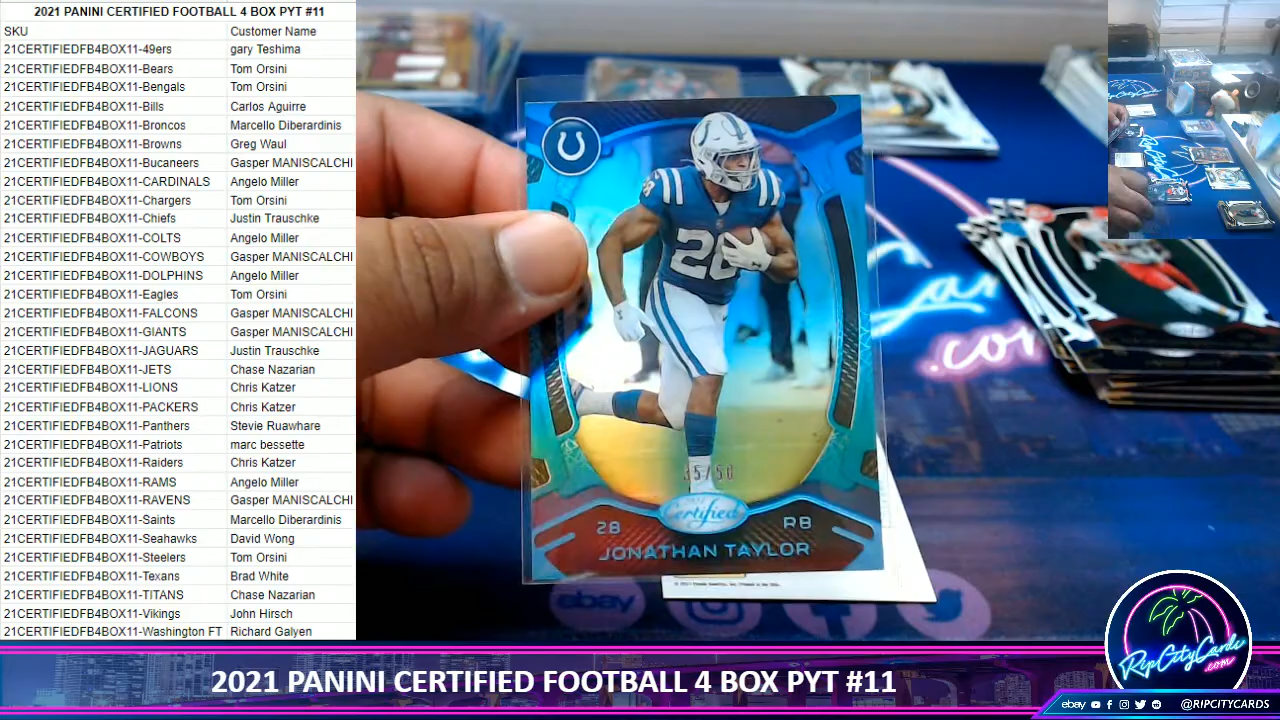 2021 PANINI CERTIFIED FOOTBALL 4 BOX PYT #11
SKU Customer Name
21CERTIFIEDFB4BOX11-49ers gary Teshima
21CERTIFIEDFB4BOX11-Bears Tom Orsini
21CERTIFIEDFB4BOX11-Bengals Tom Orsini
21CERTIFIEDFB4BOX11-Bills Carlos Aguirre
21CERTIFIEDFB4BOX11-Broncos Marcello Diberardinis
21CERTIFIEDFB4BOX11-Browns Greg Waul
21CERTIFIEDFB4BOX11-Bucaneers Gasper MANISCALCHI
21CERTIFIEDFB4BOX11-CARDINALS Angelo Miller
21CERTIFIEDFB4BOX11-Chargers Tom Orsini
21CERTIFIEDFB4BOX11-Chiefs Justin Trauschke
21CERTIFIEDFB4BOX11-COLTS Angelo Miller
21CERTIFIEDFB4BOX11-COWBOYS Gasper MANISCALCHI
21CERTIFIEDFB4BOX11-DOLPHINS Angelo Miller
21CERTIFIEDFB4BOX11-Eagles Tom Orsini
21CERTIFIEDFB4BOX11-FALCONS Gasper MANISCALCHI
21CERTIFIEDFB4BOX11-GIANTS Gasper MANISCALCHI
21CERTIFIEDFB4BOX11-JAGUARS Justin Trauschke
21CERTIFIEDFB4BOX11-JETS Chase Nazarian
21CERTIFIEDFB4BOX11-LIONS Chris Katzer
21CERTIFIEDFB4BOX11-PACKERS Chris Katzer
21CERTIFIEDFB4BOX11-Panthers Stevie Ruawhare
21CERTIFIEDFB4BOX11-Patriots marc bessette
21CERTIFIEDFB4BOX11-Raiders Chris Katzer
21CERTIFIEDFB4BOX11-RAMS Angelo Miller
21CERTIFIEDFB4BOX11-RAVENS Gasper MANISCALCHI
21CERTIFIEDFB4BOX11-Saints Marcello Diberardinis
21CERTIFIEDFB4BOX11-Seahawks David Wong
21CERTIFIEDFB4BOX11-Steelers Tom Orsini
21CERTIFIEDFB4BOX11-Texans Brad White
21CERTIFIEDFB4BOX11-TITANS Chase Nazarian
21CERTIFIEDFB4BOX11-Vikings John Hirsch
21CERTIFIEDFB4BOX11-Washington FT Richard Galyen
28
35/50
Certified
28 RB
JONATHAN TAYLOR
.com
ebay
2021 PANINI CERTIFIED FOOTBALL 4 BOX PYT #11
RipCityCards
.com
ebay @RIPCITYCARDS